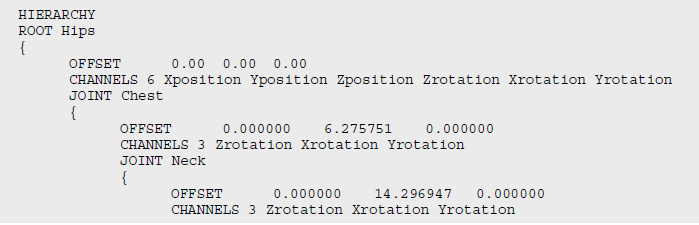 HIERARCHY
ROOT Hips
{
OFFSET 0.00 0.00 0.00
CHANNELS 6 Xposition Yposition Zposition Zrotation Xrotation Yrotation
JOINT Chest
{
OFFSET 0.000000 6.275751 0.000000
CHANNELS 3 Zrotation Xrotation Yrotation
JOINT Neck
{
OFFSET 0.000000 14.296947 0.000000
CHANNELS 3 Zrotation Xrotation Yrotation